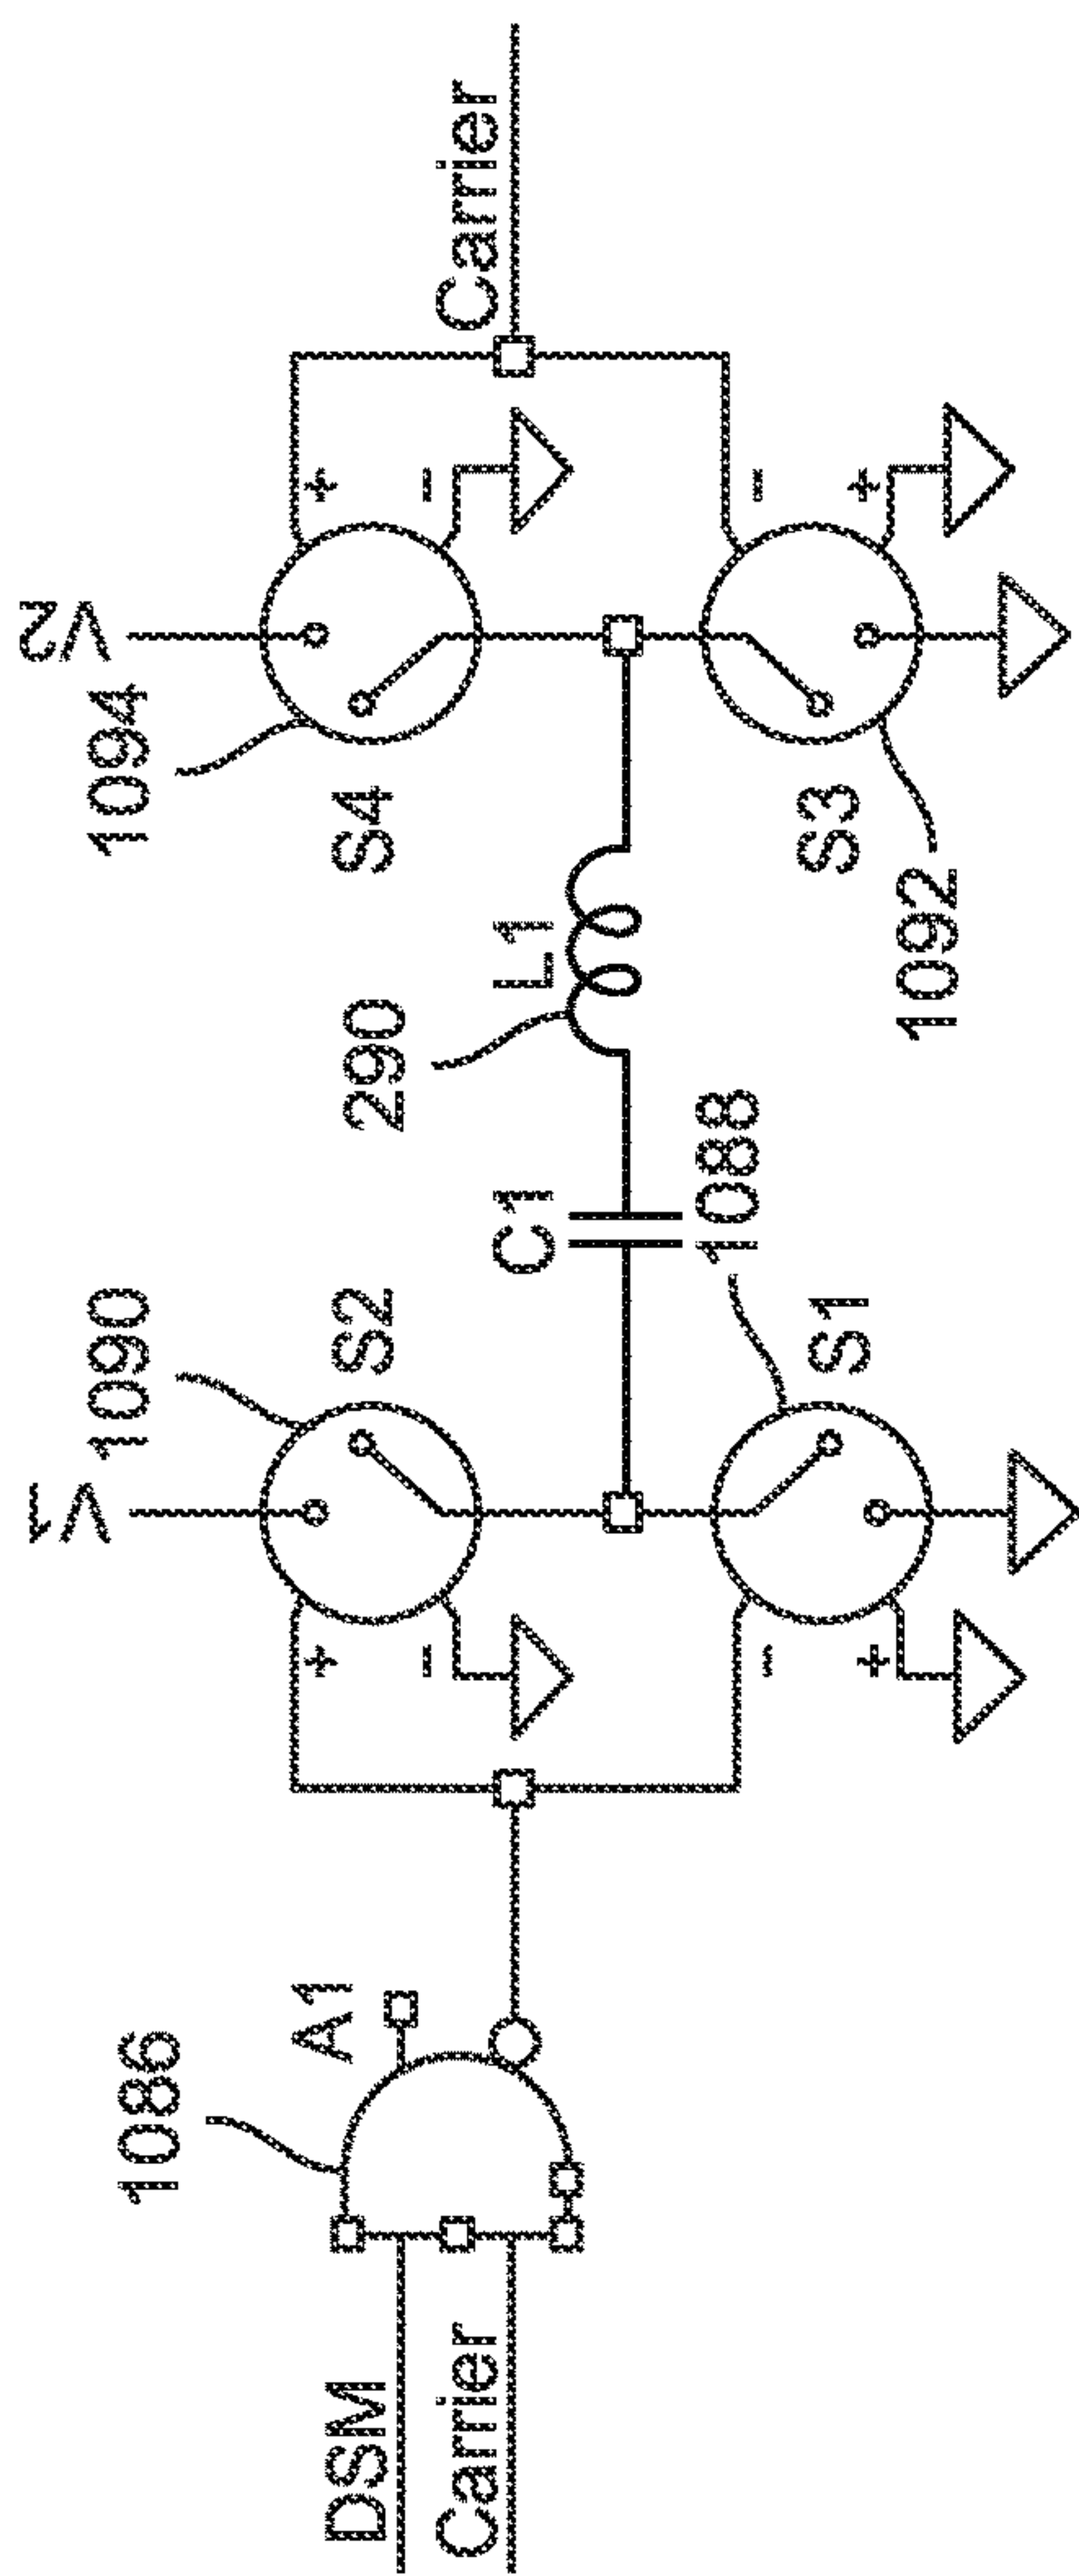 DSM
Carrier
1086
A1
V1
1090
+
-
S2
-
+
S1
1088
C1
290
L1
V2
1094
S4
+
-
S3
1092
-
+
Carrier